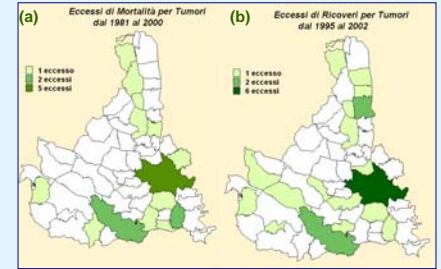 (a)
Eccessi di Mortalità per Tumori
dal 1981 al 2000
1 eccesso
2 eccessi
5 eccessi
(b)
Eccessi di Ricoveri per Tumori
dal 1995 al 2002
1 eccesso
2 eccessi
6 eccessi